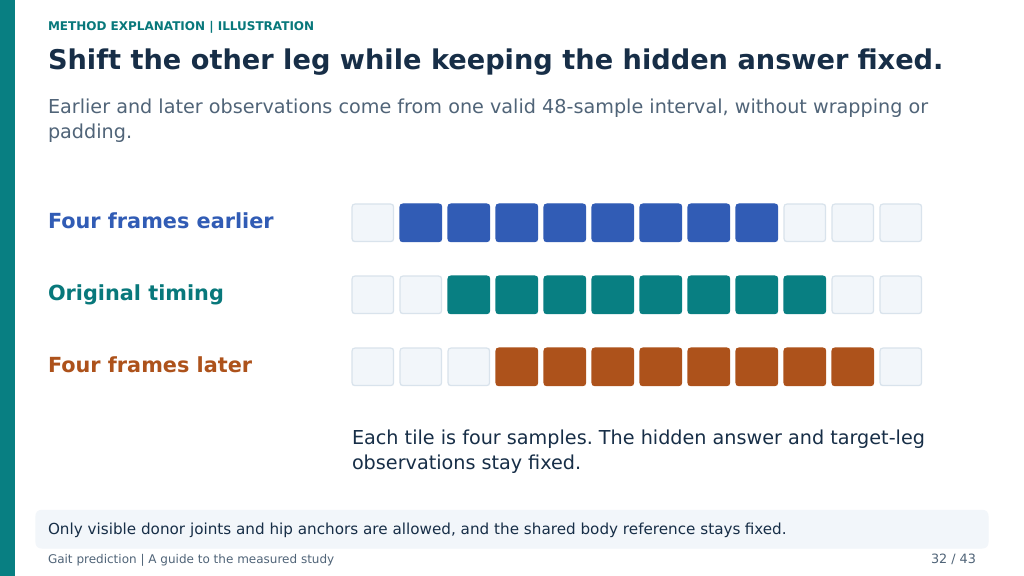 METHOD EXPLANATION | ILLUSTRATION
Shift the other leg while keeping the hidden answer fixed.
Earlier and later observations come from one valid 48-sample interval, without wrapping or
padding.
Four frames earlier
Original timing
Four frames later
Each tile is four samples. The hidden answer and target-leg
observations stay fixed.
Only visible donor joints and hip anchors are allowed, and the shared body reference stays fixed.
Gait prediction | A guide to the measured study
32 / 43